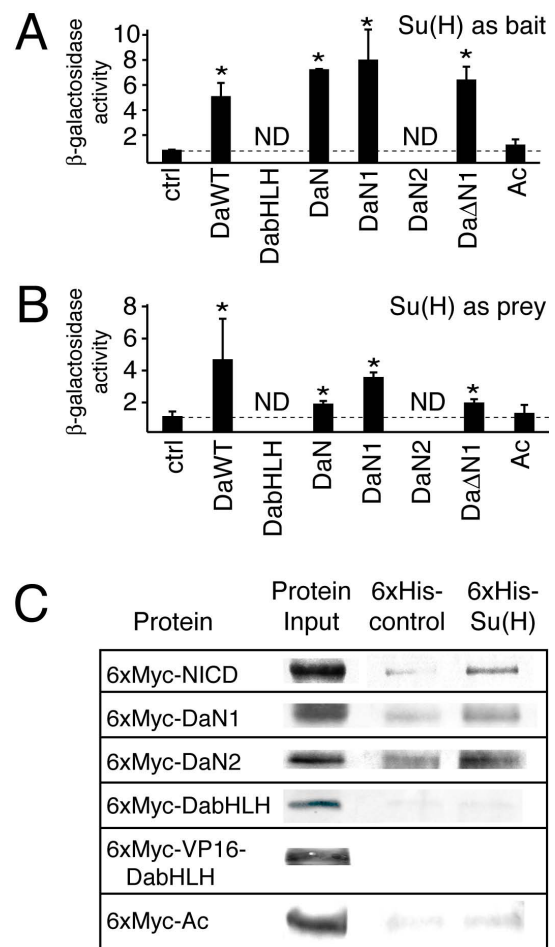 A
Su(H) as bait
β-galactosidase
activity
10
8
6
4
2
*
*
*
*
ND
ND
ctrl
DaWT
DabHLH
DaN
DaN1
DaN2
DaΔN1
Ac
B
Su(H) as prey
β-galactosidase
activity
8
6
4
2
*
*
*
*
ND
ND
ctrl
DaWT
DabHLH
DaN
DaN1
DaN2
DaΔN1
Ac
C
Protein
Protein
Input
6xHis-
control
6xHis-
Su(H)
6xMyc-NICD
6xMyc-DaN1
6xMyc-DaN2
6xMyc-DabHLH
6xMyc-VP16-
DabHLH
6xMyc-Ac